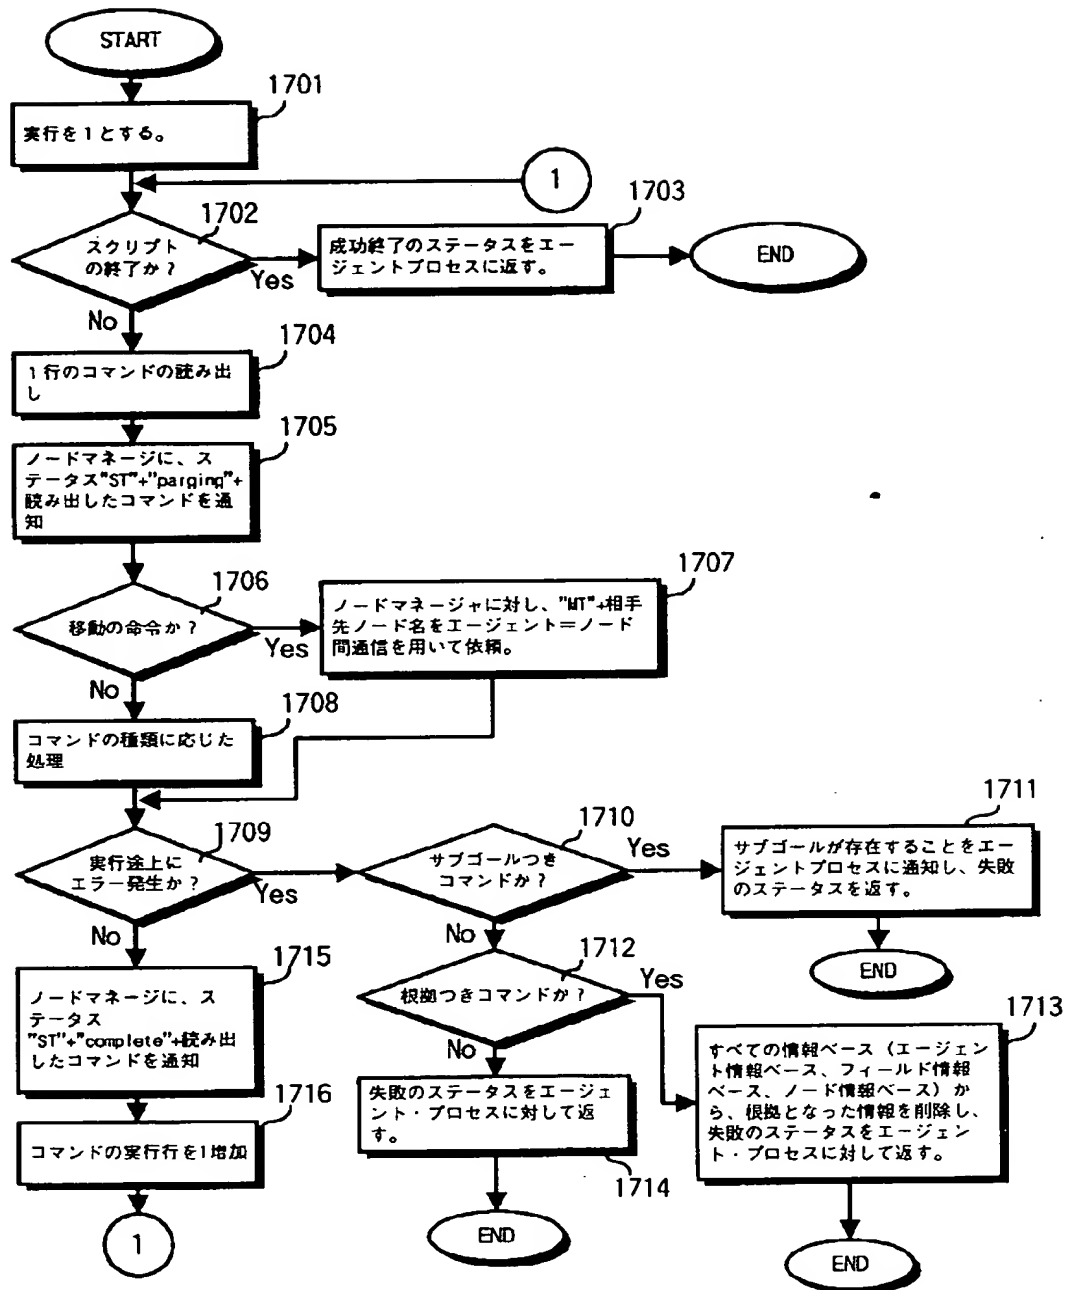 START
1701
実行を1とする。
1
1702
スクリプト
の終了か？
Yes
No
1703
成功終了のステータスをエー
ジェントプロセスに返す。
END
1704
1行のコマンドの読み出
し
1705
ノードマネージに、ス
テータス"ST"+"parging"+
読み出したコマンドを通
知
1706
移動の命令か？
Yes
No
1707
ノードマネージャに対し、"MT"+相手
先ノード名をエージェント＝ノード
間通信を用いて依頼。
1708
コマンドの種類に応じた
処理
1709
実行途上に
エラー発生か？
Yes
No
1710
サブゴールつき
コマンドか？
Yes
No
1711
サブゴールが存在することをエー
ジェントプロセスに通知し、失敗
のステータスを返す。
END
1712
根拠つきコマンドか？
Yes
No
1713
すべての情報ベース（エージェン
ト情報ベース、フィールド情報
ベース、ノード情報ベース）か
ら、根拠となった情報を削除し、
失敗のステータスをエージェン
ト・プロセスに対して返す。
END
失敗のステータスをエージェ
ント・プロセスに対して返
す。
1714
END
1715
ノードマネージに、ス
テータス
"ST"+"complete"+読み出
したコマンドを通知
1716
コマンドの実行行を1増加
1